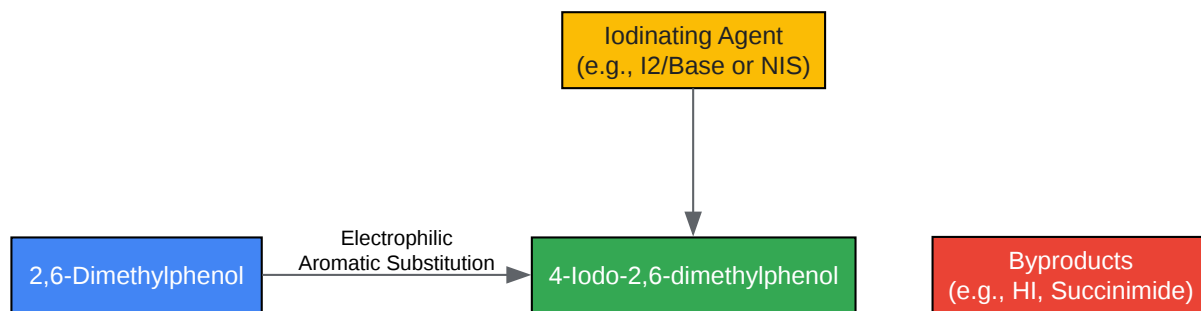 Iodinating Agent
(e.g., I2/Base or NIS)
Electrophilic
Aromatic Substitution
2,6-Dimethylphenol
4-Iodo-2,6-dimethylphenol
Byproducts
(e.g., HI, Succinimide)